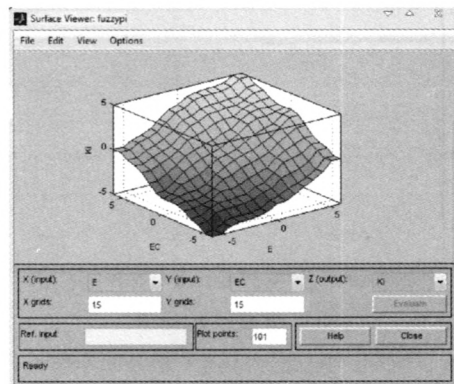 Surface Viewer: fuzzypi
File Edit View Options
5
0
-5
KI
5
0
-5
EC
-5
0
5
E
X (input): E Y (input): EC Z (output): KI
X grids: 15 Y grids: 15 Evaluate
Ref. input: Plot points: 101 Help Close
Ready